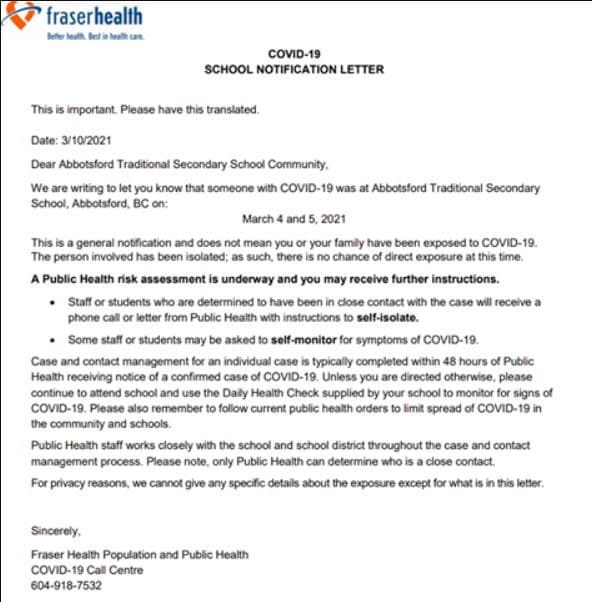 fraserhealth
Better health. Best in health care.
COVID-19
SCHOOL NOTIFICATION LETTER
This is important. Please have this translated.
Date: 3/10/2021
Dear Abbotsford Traditional Secondary School Community,
We are writing to let you know that someone with COVID-19 was at Abbotsford Traditional Secondary
School, Abbotsford, BC on:
March 4 and 5, 2021
This is a general notification and does not mean you or your family have been exposed to COVID-19.
The person involved has been isolated; as such, there is no chance of direct exposure at this time.
A Public Health risk assessment is underway and you may receive further instructions.
• Staff or students who are determined to have been in close contact with the case will receive a
phone call or letter from Public Health with instructions to self-isolate.
• Some staff or students may be asked to self-monitor for symptoms of COVID-19.
Case and contact management for an individual case is typically completed within 48 hours of Public
Health receiving notice of a confirmed case of COVID-19. Unless you are directed otherwise, please
continue to attend school and use the Daily Health Check supplied by your school to monitor for signs of
COVID-19. Please also remember to follow current public health orders to limit spread of COVID-19 in
the community and schools.
Public Health staff works closely with the school and school district throughout the case and contact
management process. Please note, only Public Health can determine who is a close contact.
For privacy reasons, we cannot give any specific details about the exposure except for what is in this letter.
Sincerely,
Fraser Health Population and Public Health
COVID-19 Call Centre
604-918-7532